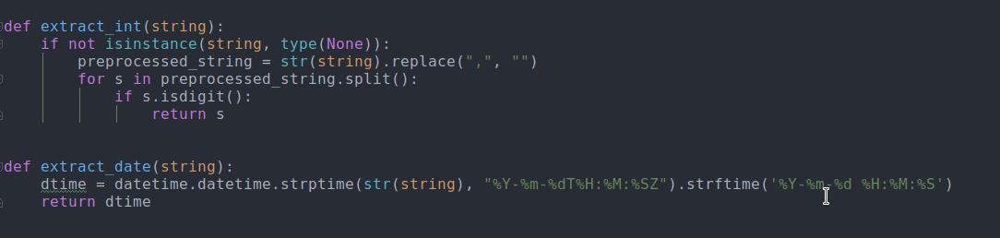 def extract_int(string):
    if not isinstance(string, type(None)):
        preprocessed_string = str(string).replace(",", "")
        for s in preprocessed_string.split():
            if s.isdigit():
                return s
def extract_date(string):
    dtime = datetime.datetime.strptime(str(string), "%Y-%m-%dT%H:%M:%SZ").strftime('%Y-%m-%d %H:%M:%S')
    return dtime